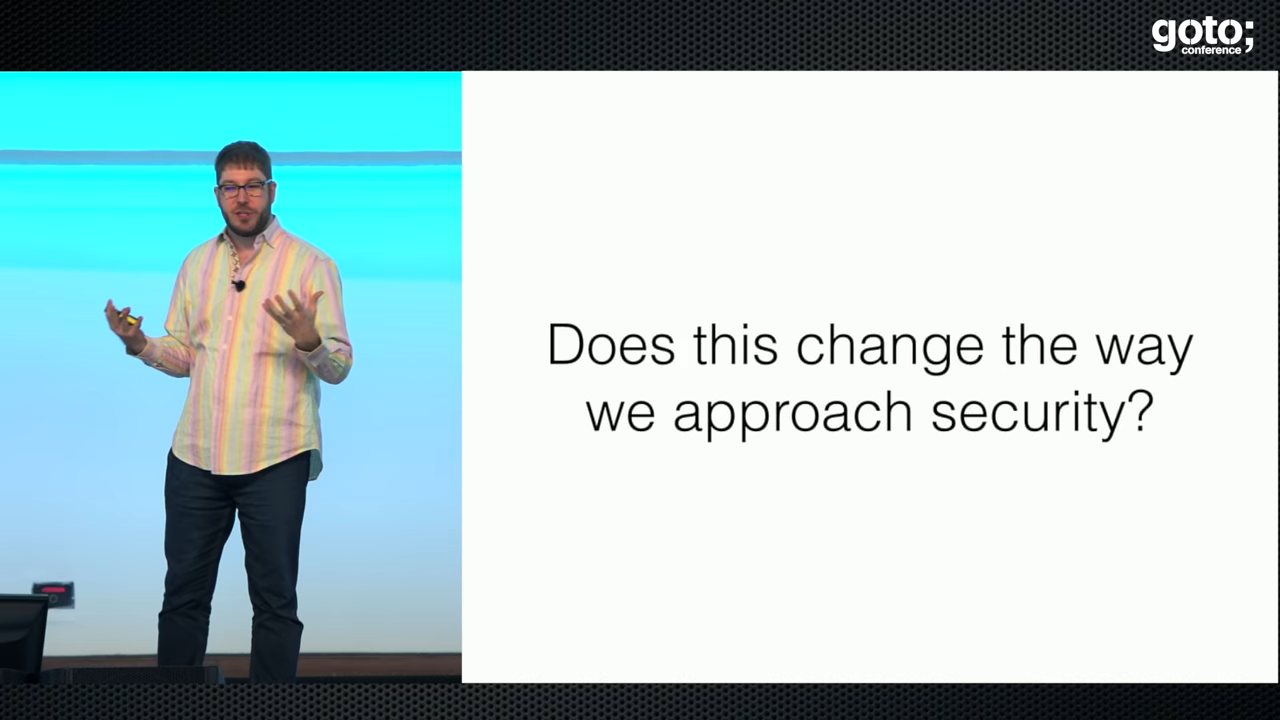 goto;
conference
Does this change the way
we approach security?